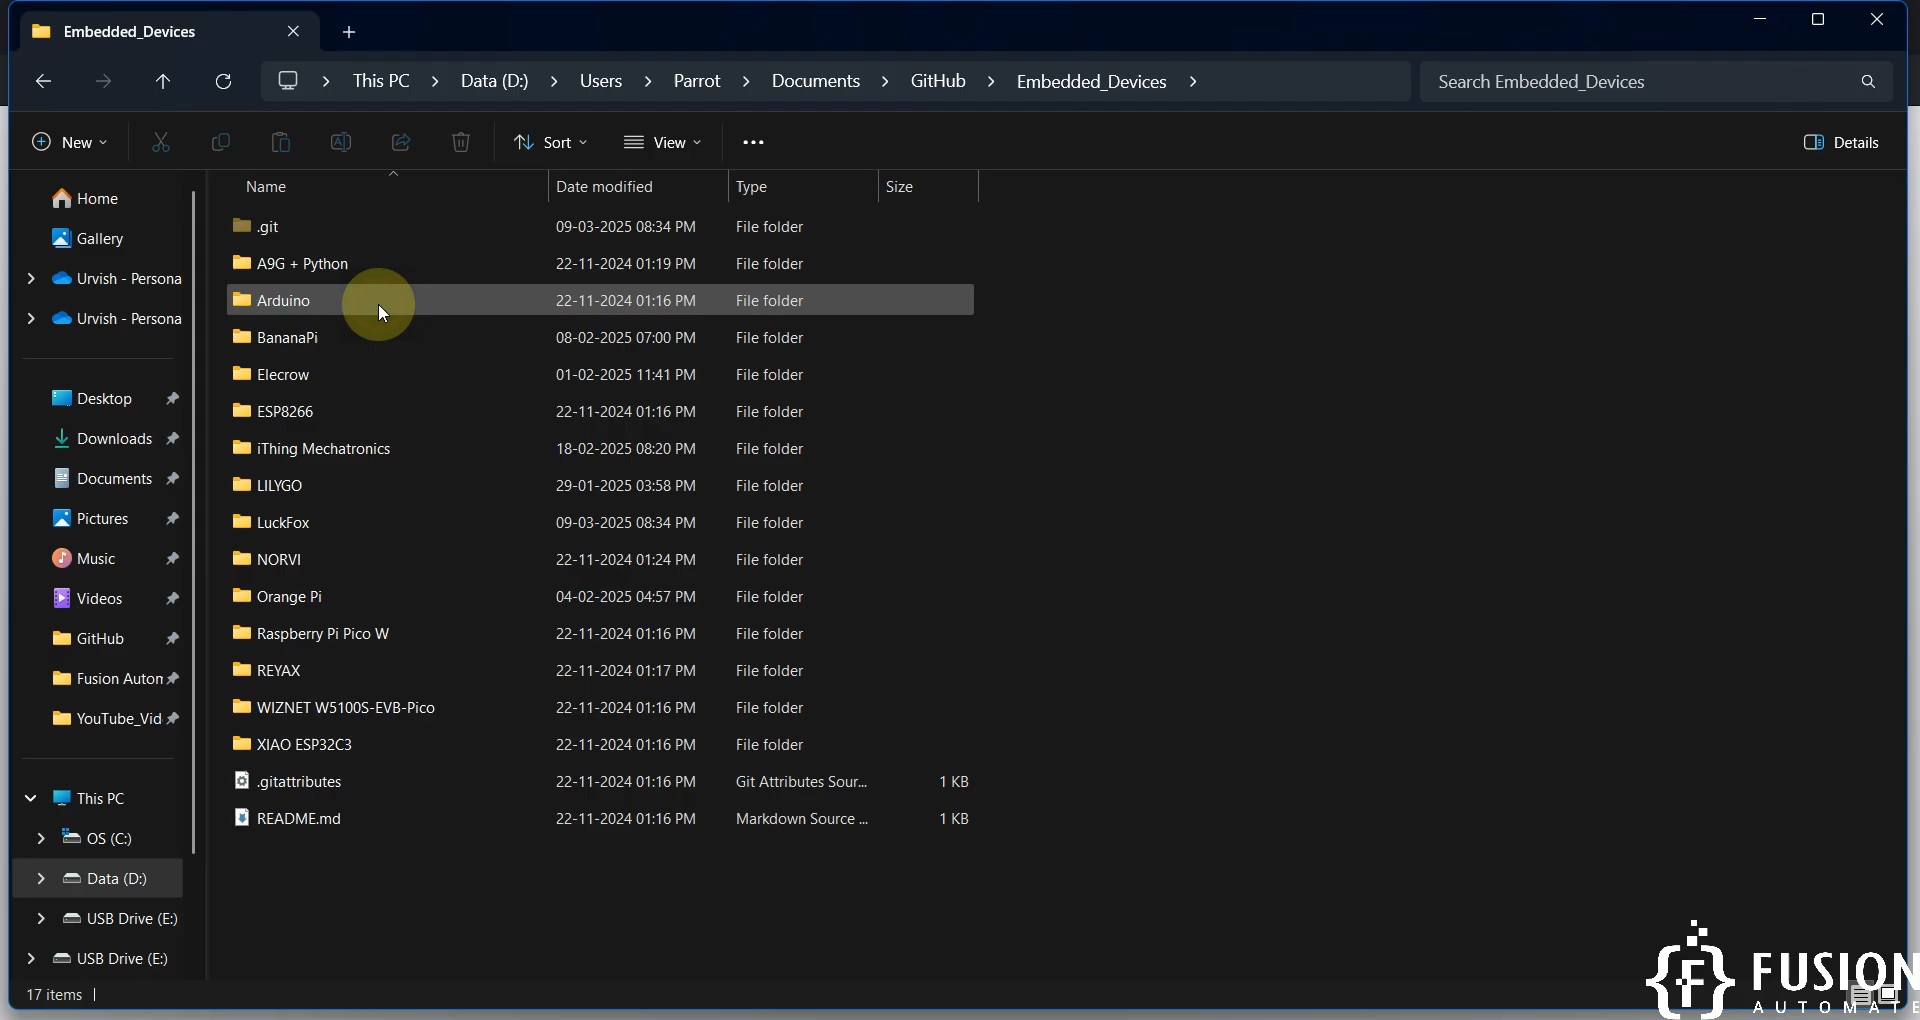 Embedded_Devices
This PC > Data (D:) > Users > Parrot > Documents > GitHub > Embedded_Devices >
Search Embedded_Devices
New
Sort
View
Details
Home
Gallery
Urvish - Persona
Urvish - Persona
Desktop
Downloads
Documents
Pictures
Music
Videos
GitHub
Fusion Autom
YouTube_Vid
This PC
OS (C:)
Data (D:)
USB Drive (E:)
USB Drive (E:)
Name Date modified Type Size
.git 09-03-2025 08:34 PM File folder
A9G + Python 22-11-2024 01:19 PM File folder
Arduino 22-11-2024 01:16 PM File folder
BananaPi 08-02-2025 07:00 PM File folder
Elecrow 01-02-2025 11:41 PM File folder
ESP8266 22-11-2024 01:16 PM File folder
iThing Mechatronics 18-02-2025 08:20 PM File folder
LILYGO 29-01-2025 03:58 PM File folder
LuckFox 09-03-2025 08:34 PM File folder
NORVI 22-11-2024 01:24 PM File folder
Orange Pi 04-02-2025 04:57 PM File folder
Raspberry Pi Pico W 22-11-2024 01:16 PM File folder
REYAX 22-11-2024 01:17 PM File folder
WIZNET W5100S-EVB-Pico 22-11-2024 01:16 PM File folder
XIAO ESP32C3 22-11-2024 01:16 PM File folder
.gitattributes 22-11-2024 01:16 PM Git Attributes Sour... 1 KB
README.md 22-11-2024 01:16 PM Markdown Source ... 1 KB
17 items
{F} FUSION
AUTOMATE